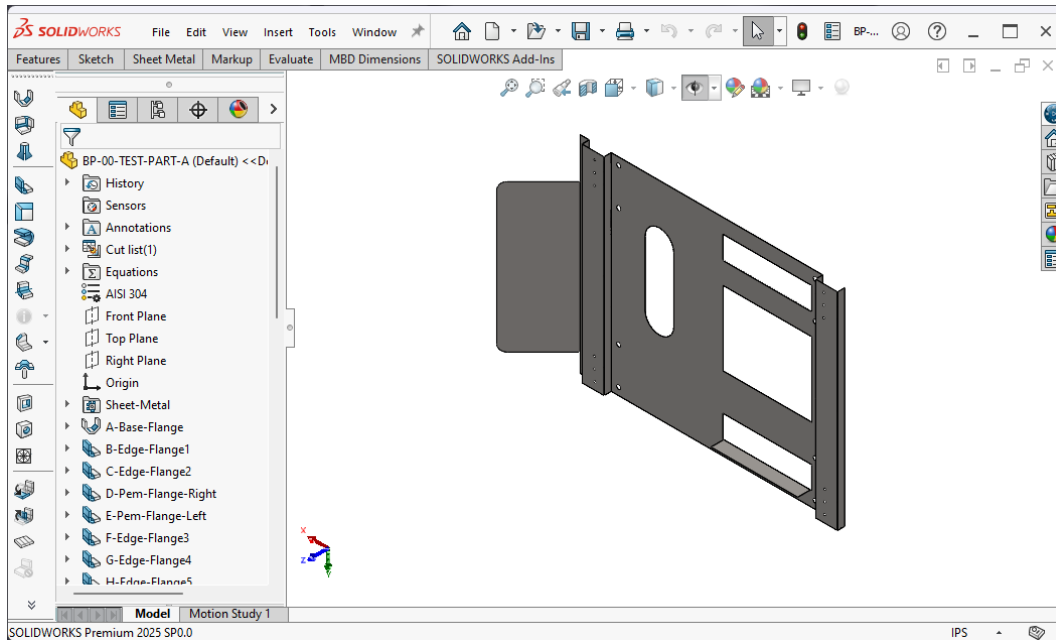 SOLIDWORKS File Edit View Insert Tools Window BP-...
Features Sketch Sheet Metal Markup Evaluate MBD Dimensions SOLIDWORKS Add-Ins
BP-00-TEST-PART-A (Default) <<D
History
Sensors
Annotations
Cut list(1)
Equations
AISI 304
Front Plane
Top Plane
Right Plane
Origin
Sheet-Metal
A-Base-Flange
B-Edge-Flange1
C-Edge-Flange2
D-Pem-Flange-Right
E-Pem-Flange-Left
F-Edge-Flange3
G-Edge-Flange4
H-Edge-Flange5
X
Z
Y
Model Motion Study 1
SOLIDWORKS Premium 2025 SP0.0 IPS